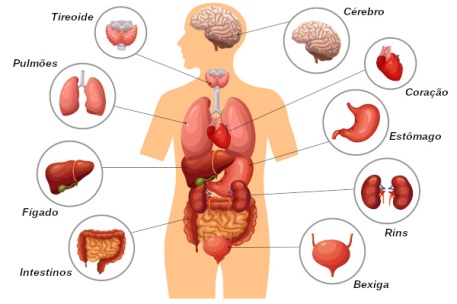 Tireoide
Cérebro
Pulmões
Coração
Estômago
Fígado
Rins
Intestinos
Bexiga